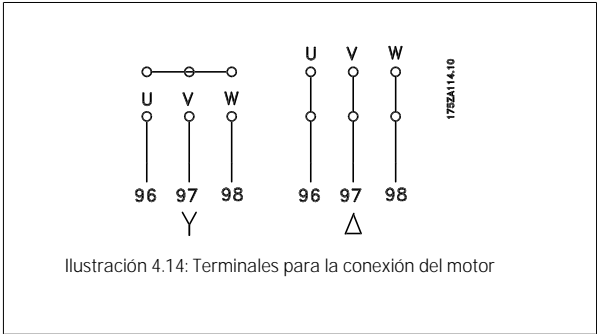 U V W
U V W
175ZA114.10
96 97 98
96 97 98
Y
Δ
Ilustración 4.14: Terminales para la conexión del motor